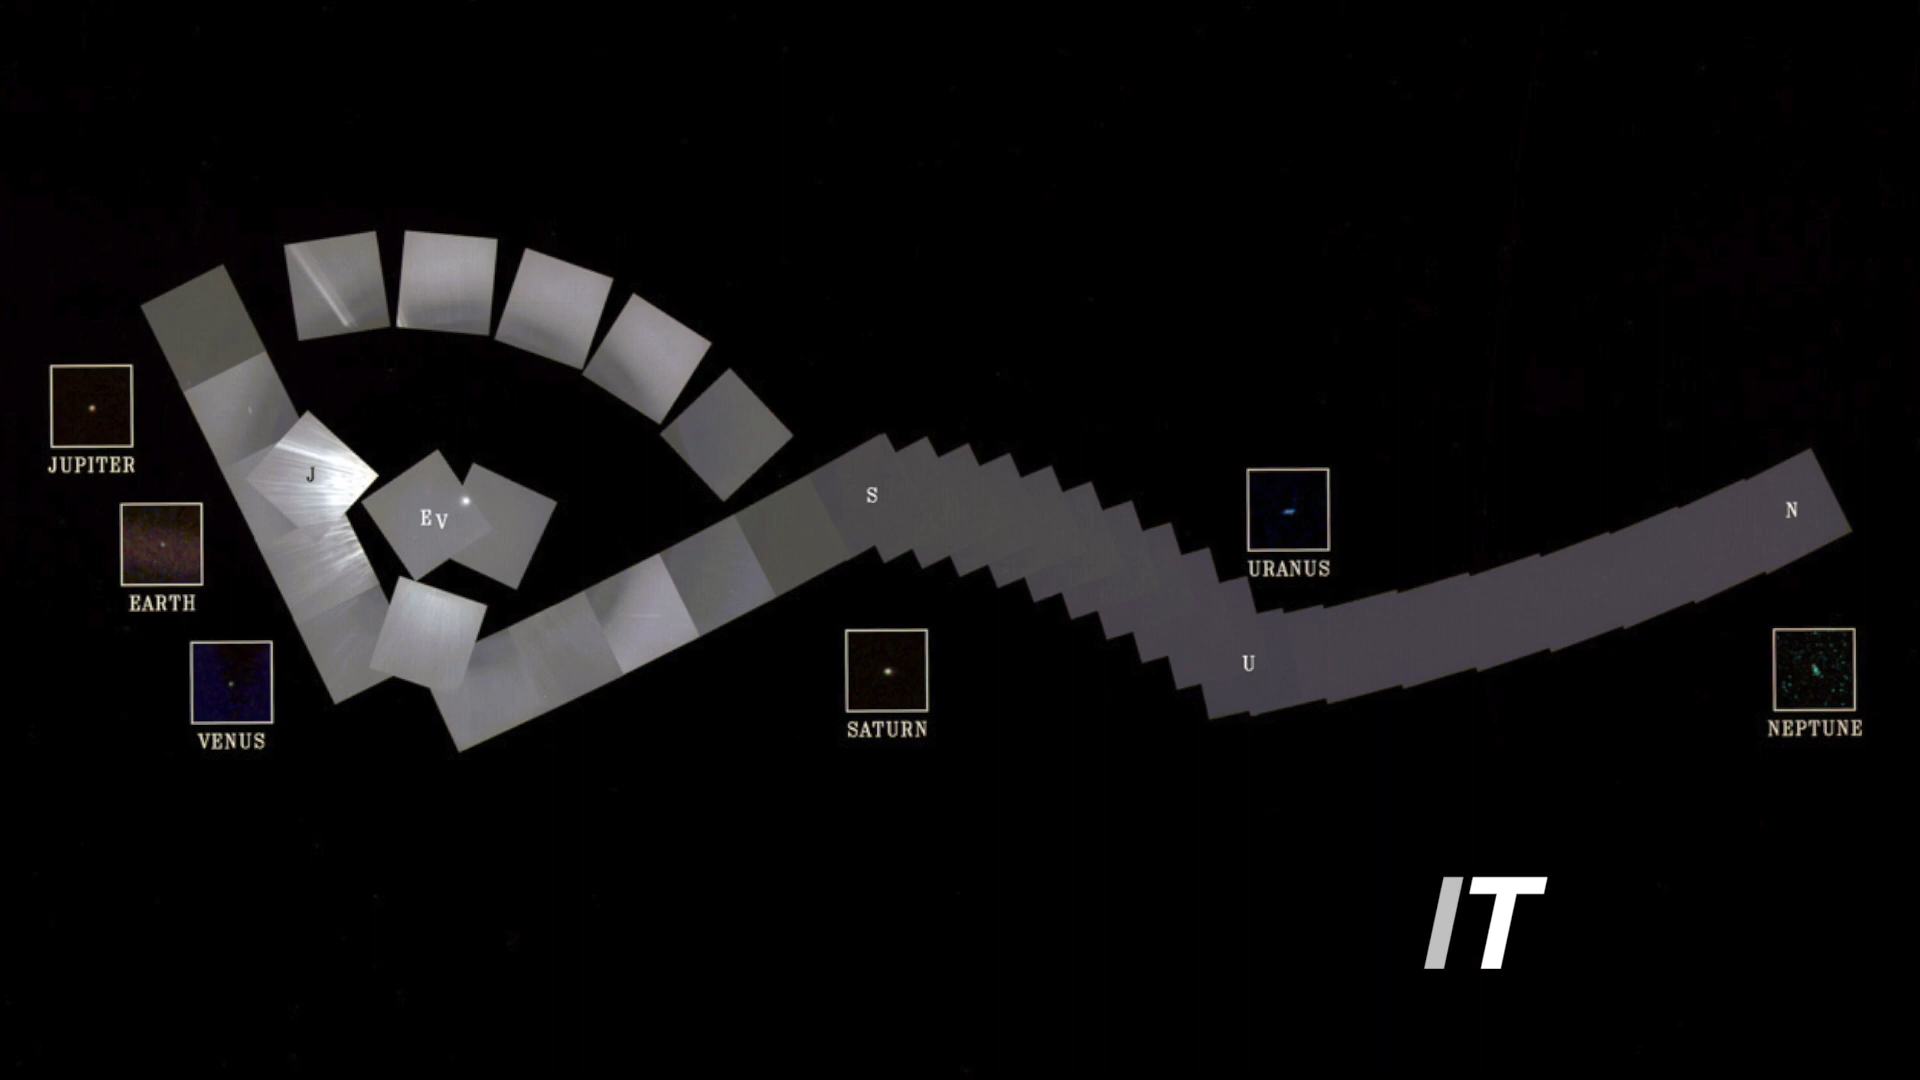 JUPITER
J
EARTH
E V
VENUS
S
SATURN
URANUS
U
N
NEPTUNE
IT